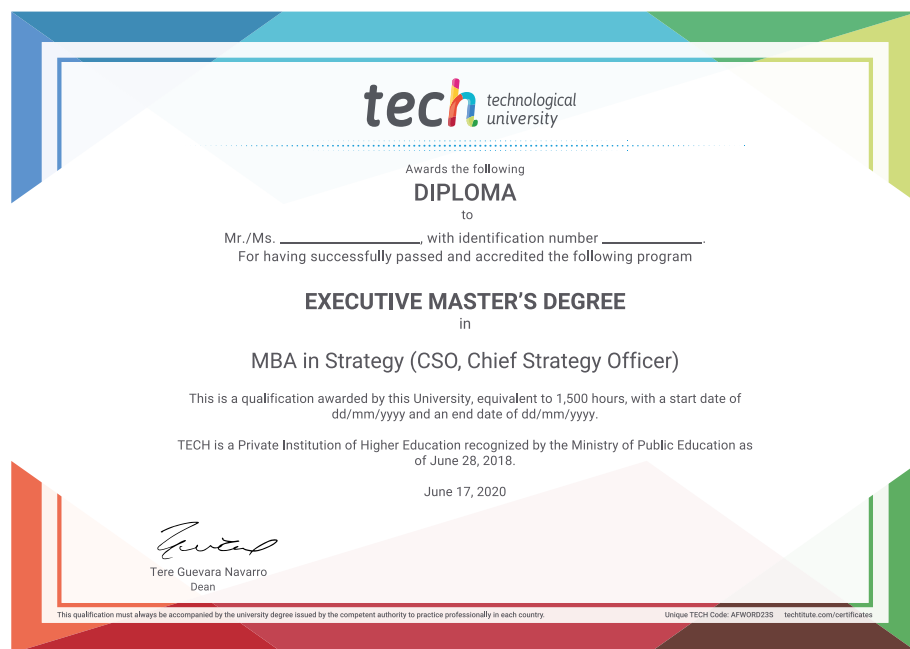 tech technological
university
Awards the following
DIPLOMA
to
Mr./Ms. ____________________, with identification number ______________.
For having successfully passed and accredited the following program
EXECUTIVE MASTER'S DEGREE
in
MBA in Strategy (CSO, Chief Strategy Officer)
This is a qualification awarded by this University, equivalent to 1,500 hours, with a start date of
dd/mm/yyyy and an end date of dd/mm/yyyy.
TECH is a Private Institution of Higher Education recognized by the Ministry of Public Education as
of June 28, 2018.
June 17, 2020
Tere Guevara Navarro
Dean
This qualification must always be accompanied by the university degree issued by the competent authority to practice professionally in each country.
Unique TECH Code: AFWORD23S techtitute.com/certificates